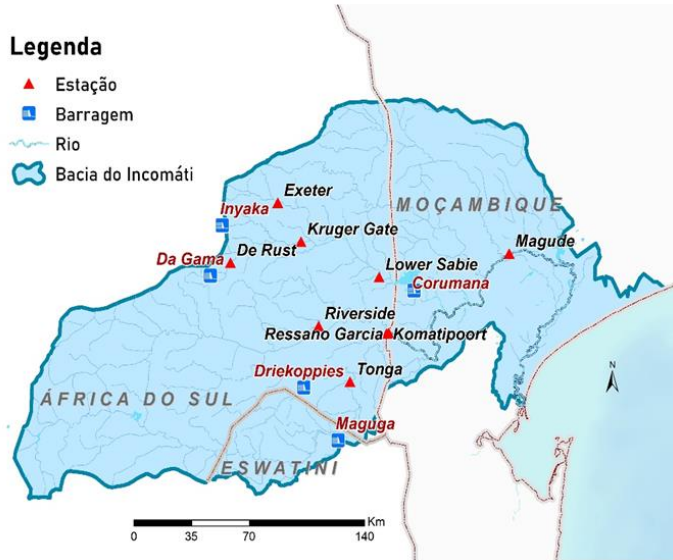 Legenda
Estação
Barragem
Rio
Bacia do Incomáti
Exeter
Inyaka
MOÇAMBIQUE
Kruger Gate
Magude
De Rust
Da Gama
Lower Sabie
Corumana
Riverside
Ressano Garcia Komatipoort
Driekoppies
Tonga
ÁFRICA DO SUL
Maguga
ESWATINI
N
Km
0 35 70 140